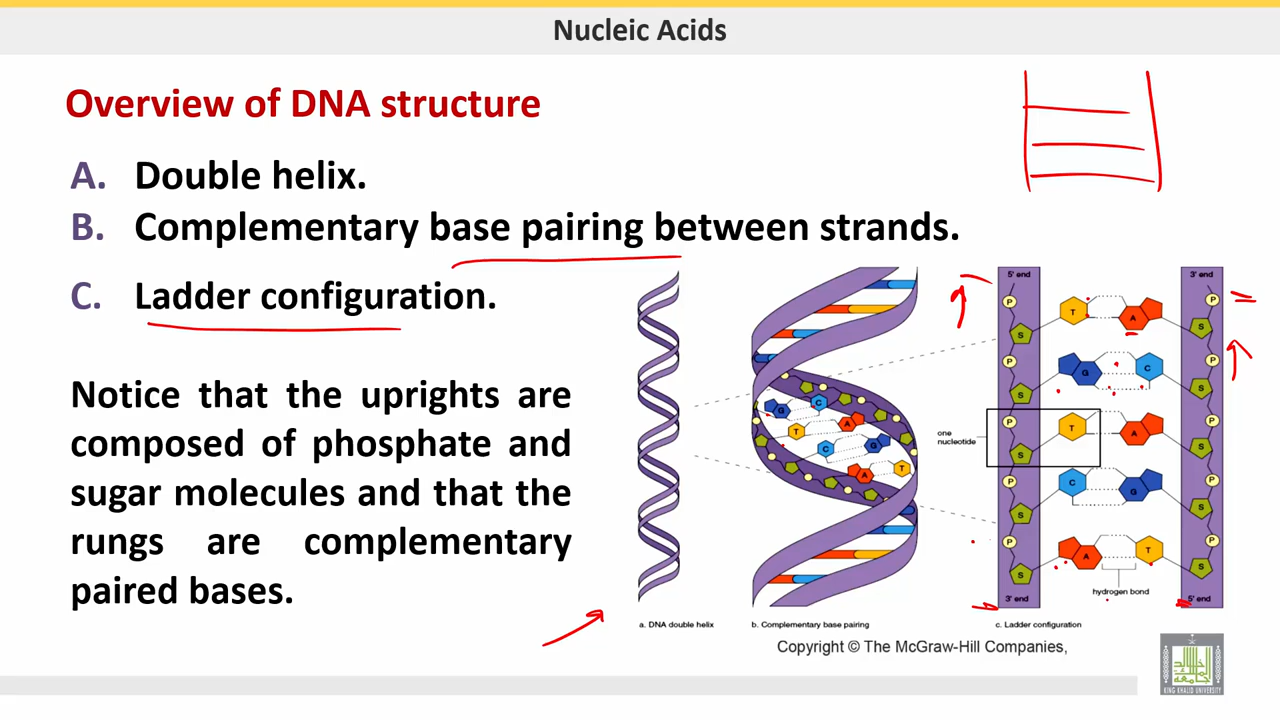 Nucleic Acids
Overview of DNA structure
A. Double helix.
B. Complementary base pairing between strands.
C. Ladder configuration.
Notice that the uprights are
composed of phosphate and
sugar molecules and that the
rungs are complementary
paired bases.
G C
T A
C G
A T
a. DNA double helix
b. Complementary base pairing
5' end 3' end
P P
T A
S S
P P
G C
S S
one
nucleotide
P P
T A
S S
P P
C G
S S
P P
A T
S S
hydrogen bond
3' end 5' end
c. Ladder configuration
Copyright © The McGraw-Hill Companies,
KING KHALID UNIVERSITY